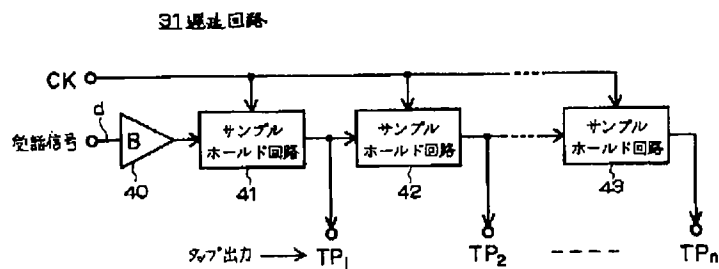 31遅延回路
CK
受話信号
d
B
40
サンプル
ホールド回路
41
サンプル
ホールド回路
42
サンプル
ホールド回路
43
タップ出力
TP1
TP2
TPn